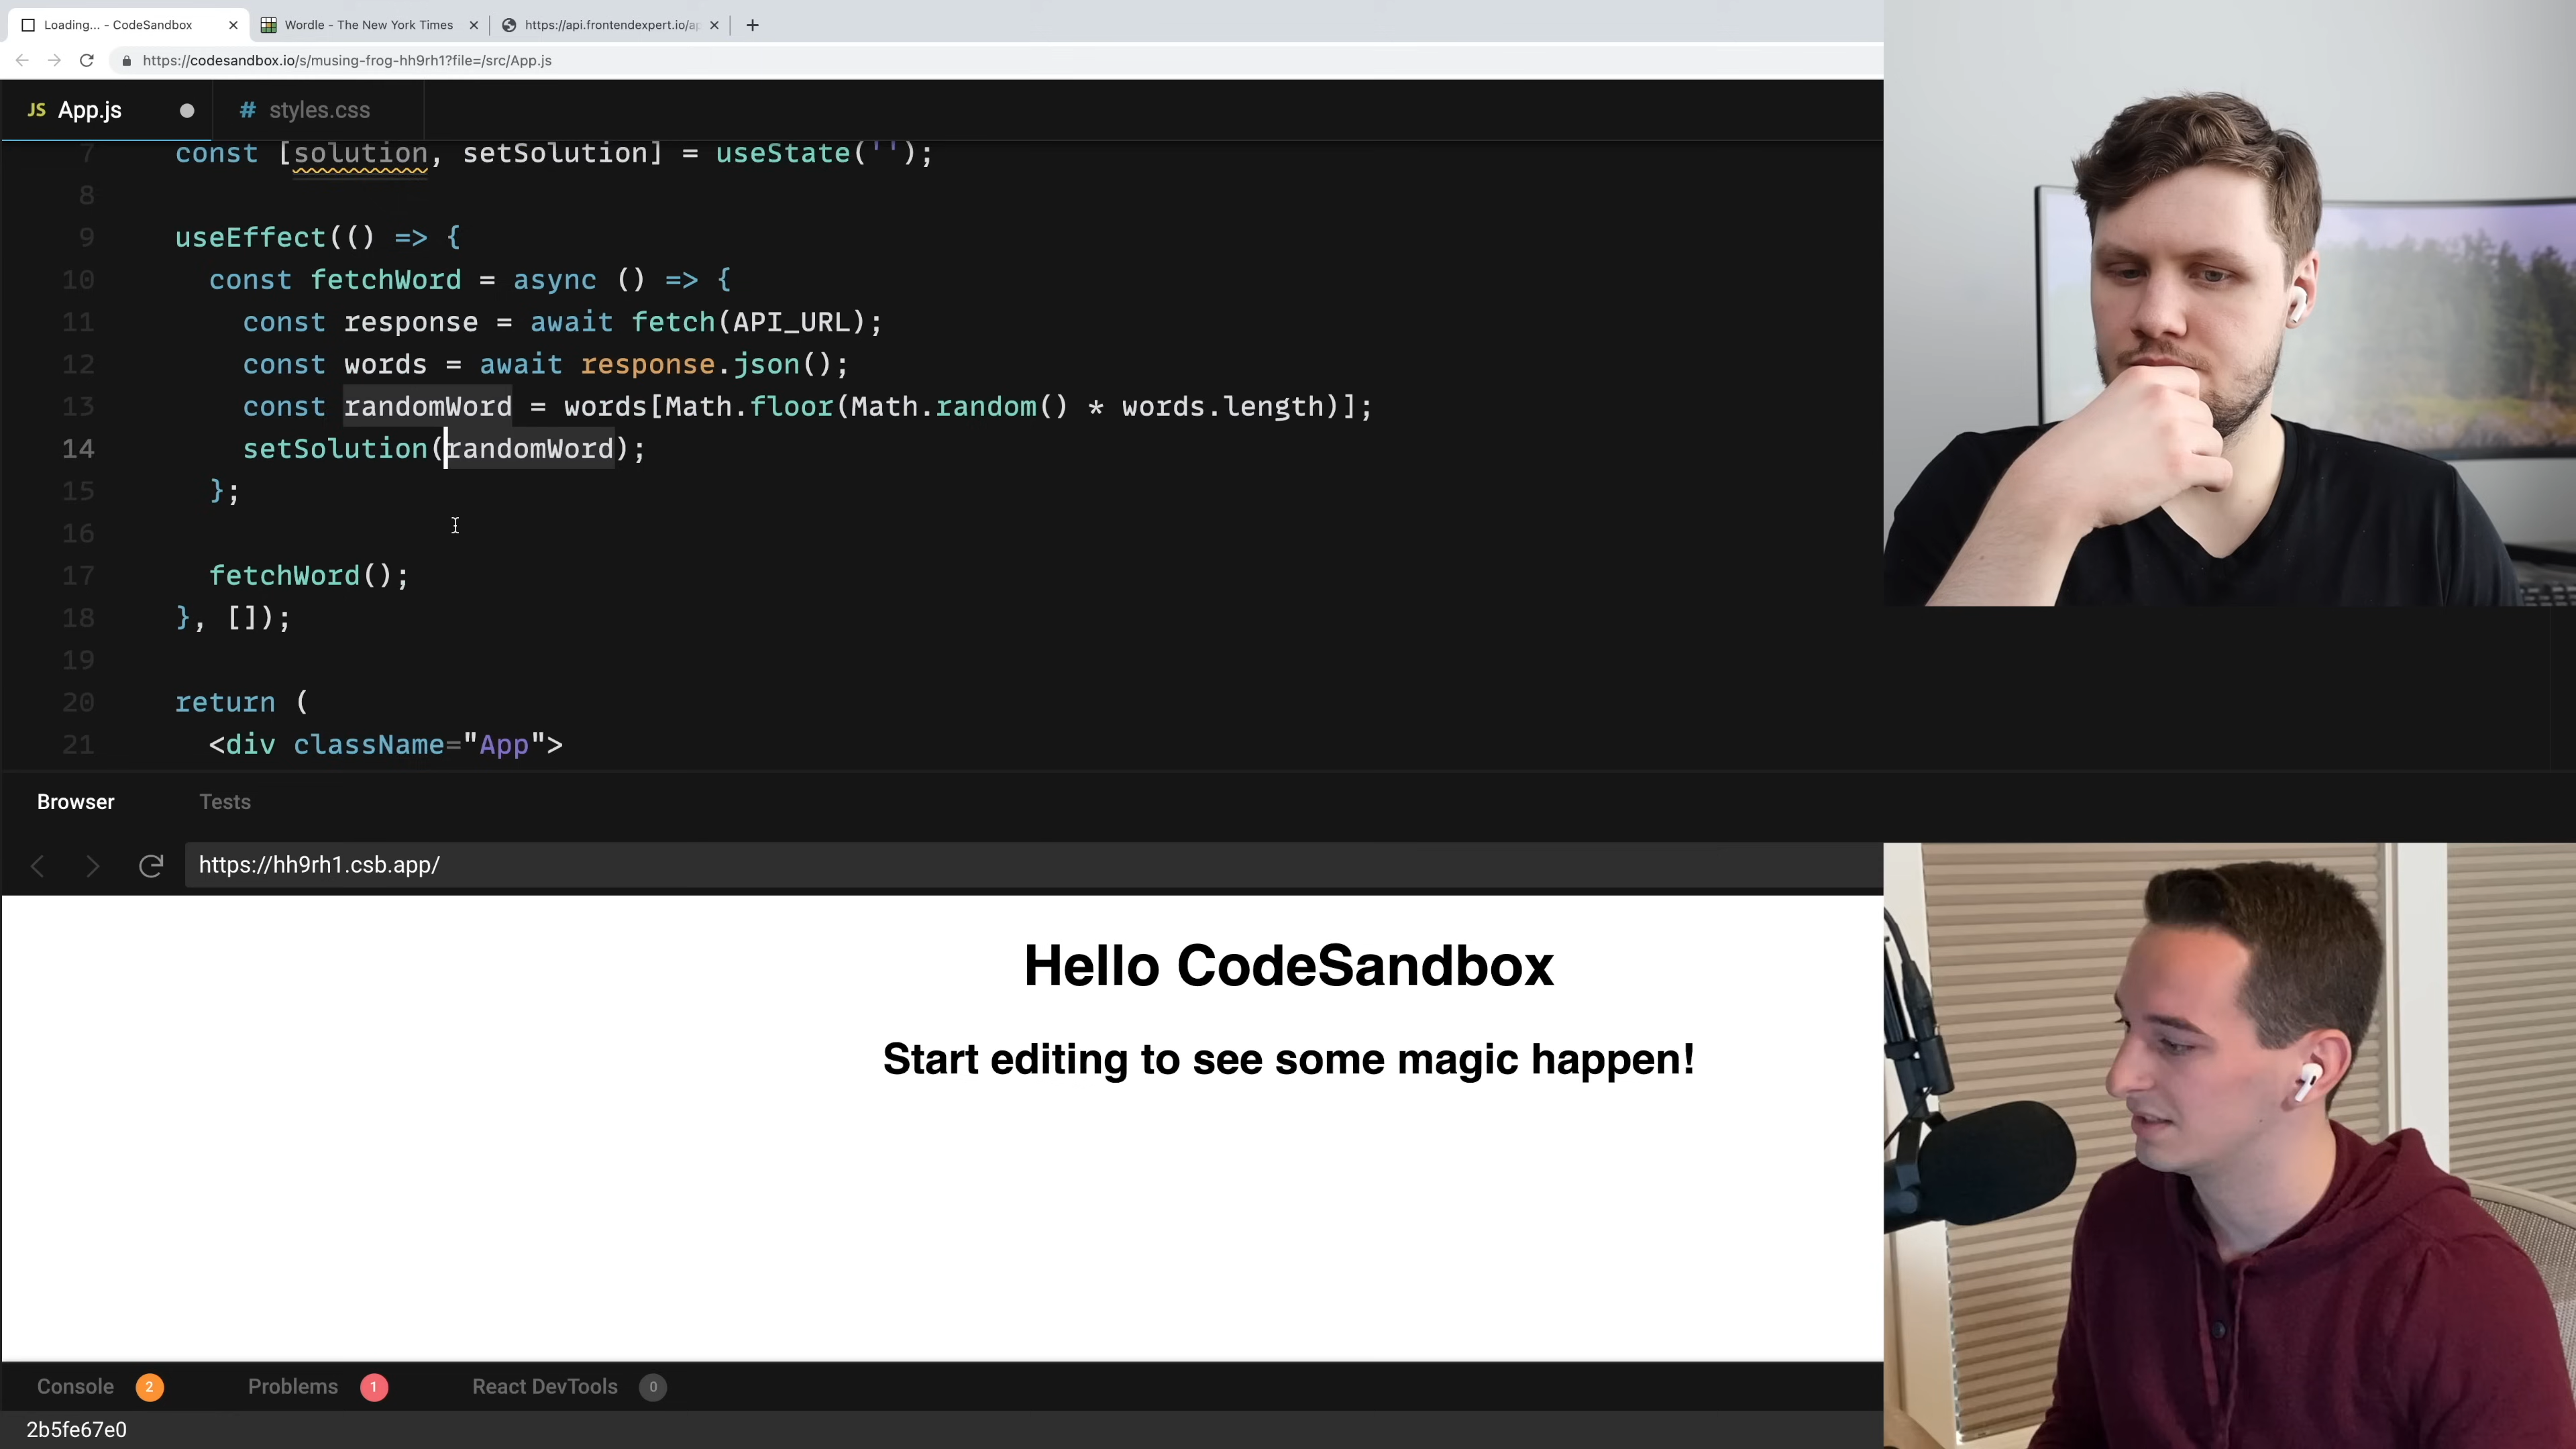 Loading... - CodeSandbox
Wordle - The New York Times
https://api.frontendexpert.io/ap
https://codesandbox.io/s/musing-frog-hh9rh1?file=/src/App.js
JS App.js
# styles.css
7 const [solution, setSolution] = useState('');
8
9 useEffect(() => {
10 const fetchWord = async () => {
11 const response = await fetch(API_URL);
12 const words = await response.json();
13 const randomWord = words[Math.floor(Math.random() * words.length)];
14 setSolution(randomWord);
15 };
16
17 fetchWord();
18 }, []);
19
20 return (
21 <div className="App">
Browser Tests
https://hh9rh1.csb.app/
Hello CodeSandbox
Start editing to see some magic happen!
Console 2 Problems 1 React DevTools 0
2b5fe67e0